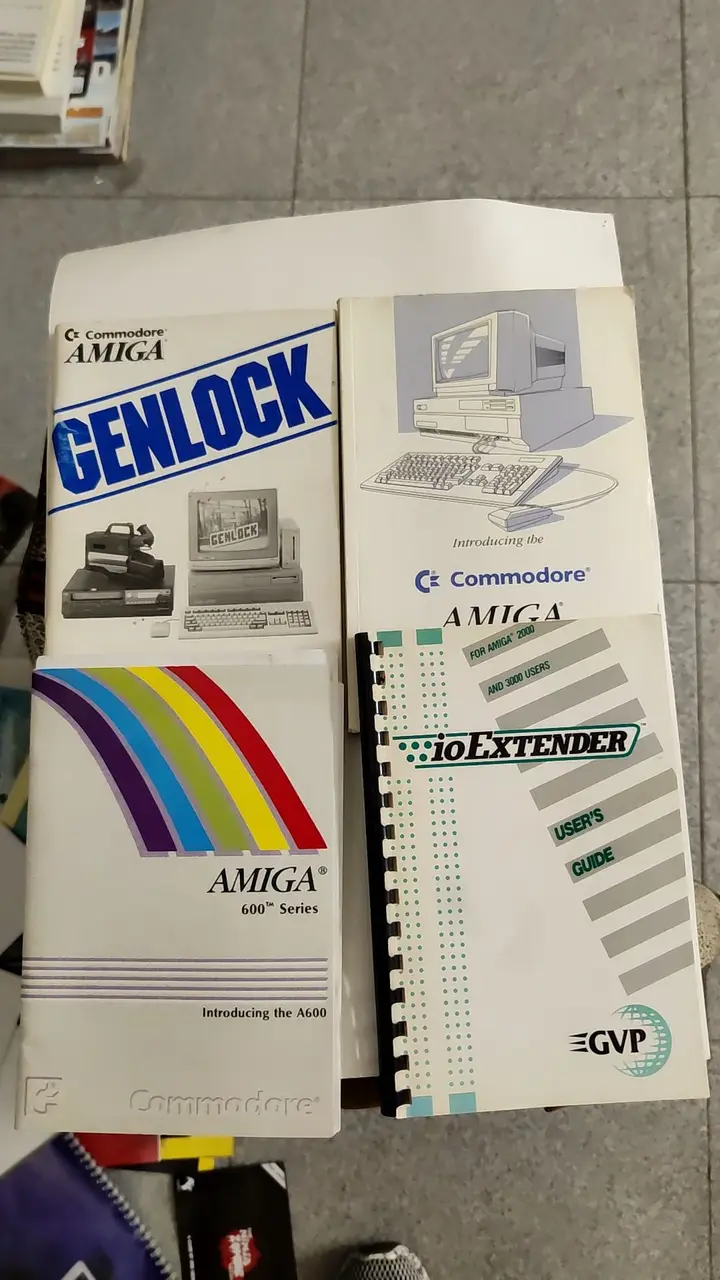 Commodore®
AMIGA
GENLOCK
GENLOCK
Introducing the
Commodore®
AMIGA®
AMIGA®
600™ Series
Introducing the A600
Commodore®
FOR AMIGA® 2000
AND 3000 USERS
ioEXTENDER™
USER'S
GUIDE
GVP